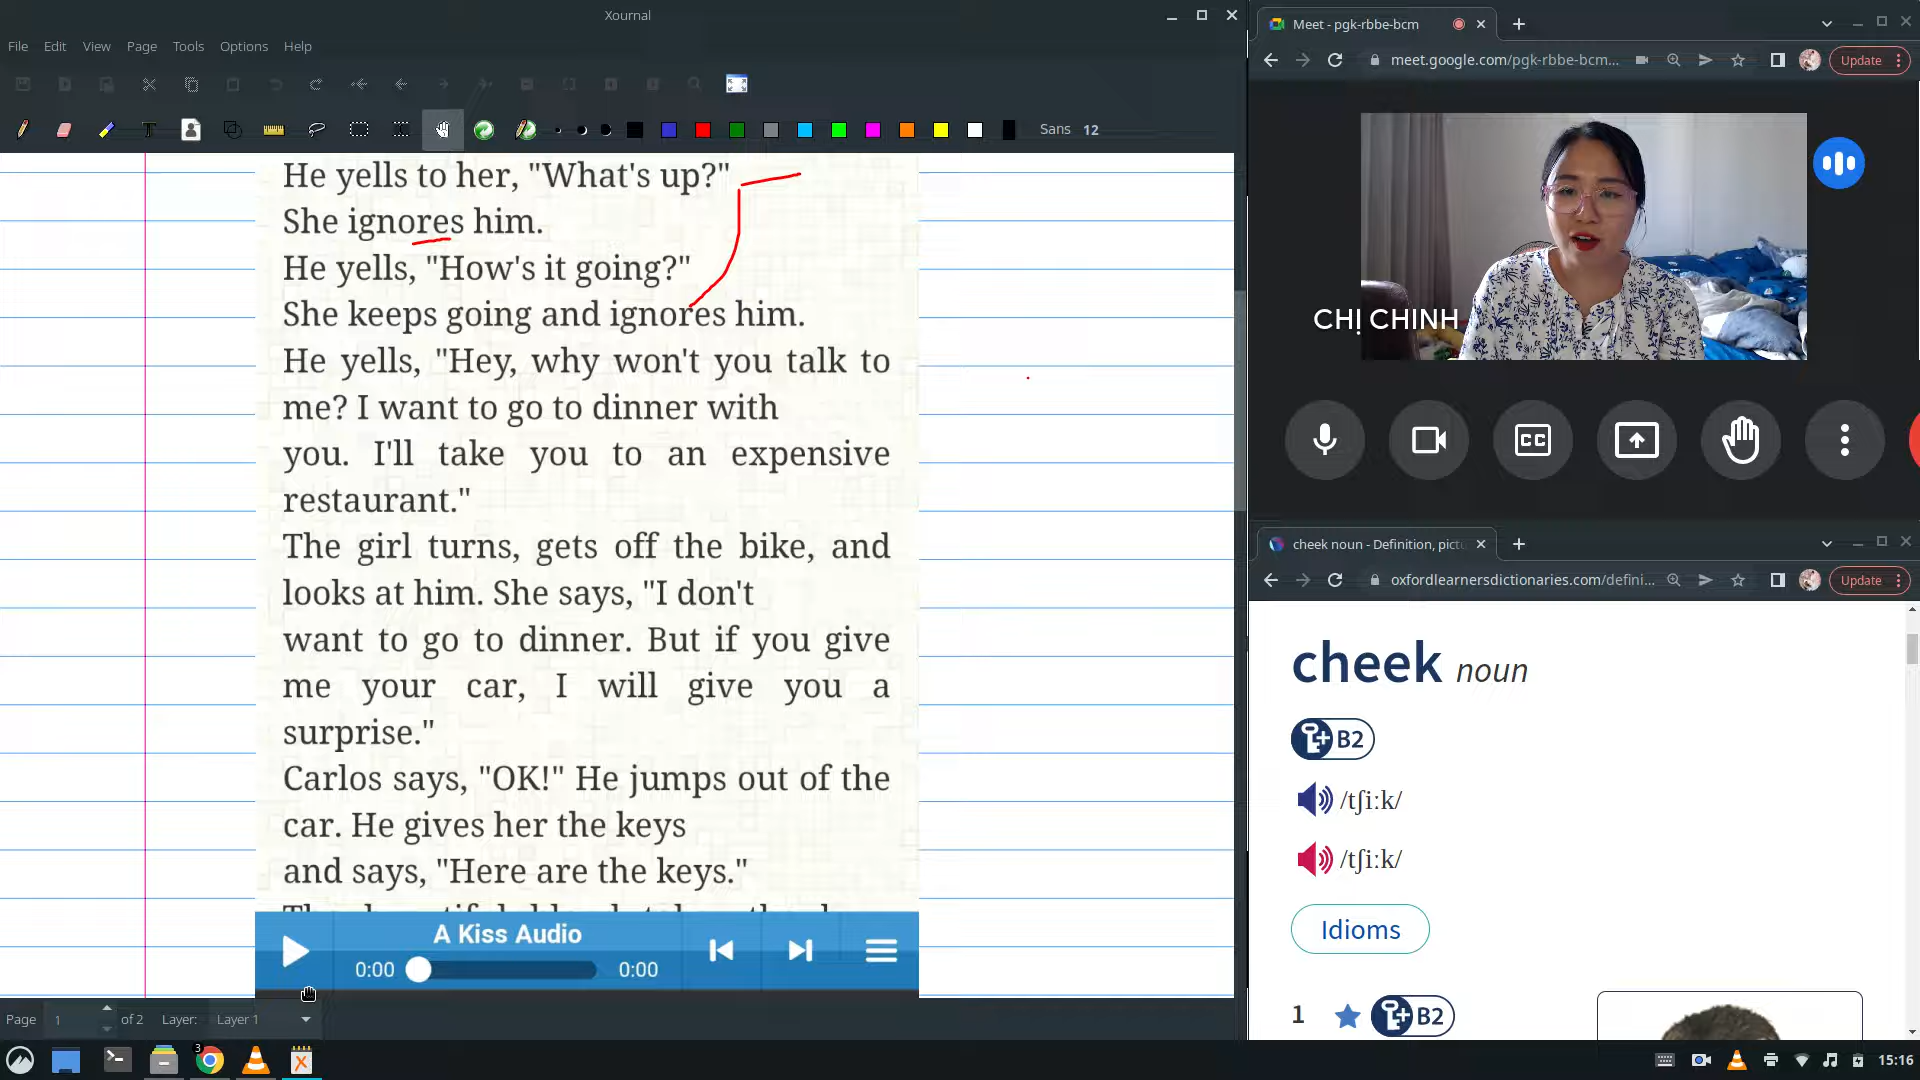 Xournal
File Edit View Page Tools Options Help
Sans 12
He yells to her, "What's up?"
She ignores him.
He yells, "How's it going?"
She keeps going and ignores him.
He yells, "Hey, why won't you talk to
me? I want to go to dinner with
you. I'll take you to an expensive
restaurant."
The girl turns, gets off the bike, and
looks at him. She says, "I don't
want to go to dinner. But if you give
me your car, I will give you a
surprise."
Carlos says, "OK!" He jumps out of the
car. He gives her the keys
and says, "Here are the keys."
A Kiss Audio
0:00 0:00
Page 1 of 2 Layer: Layer 1
Meet - pgk-rbbe-bcm
meet.google.com/pgk-rbbe-bcm... Update
CHỊ CHINH
CC
cheek noun - Definition, pict
oxfordlearnersdictionaries.com/defini... Update
cheek noun
B2
/tʃiːk/
/tʃiːk/
Idioms
1 B2
3
15:16